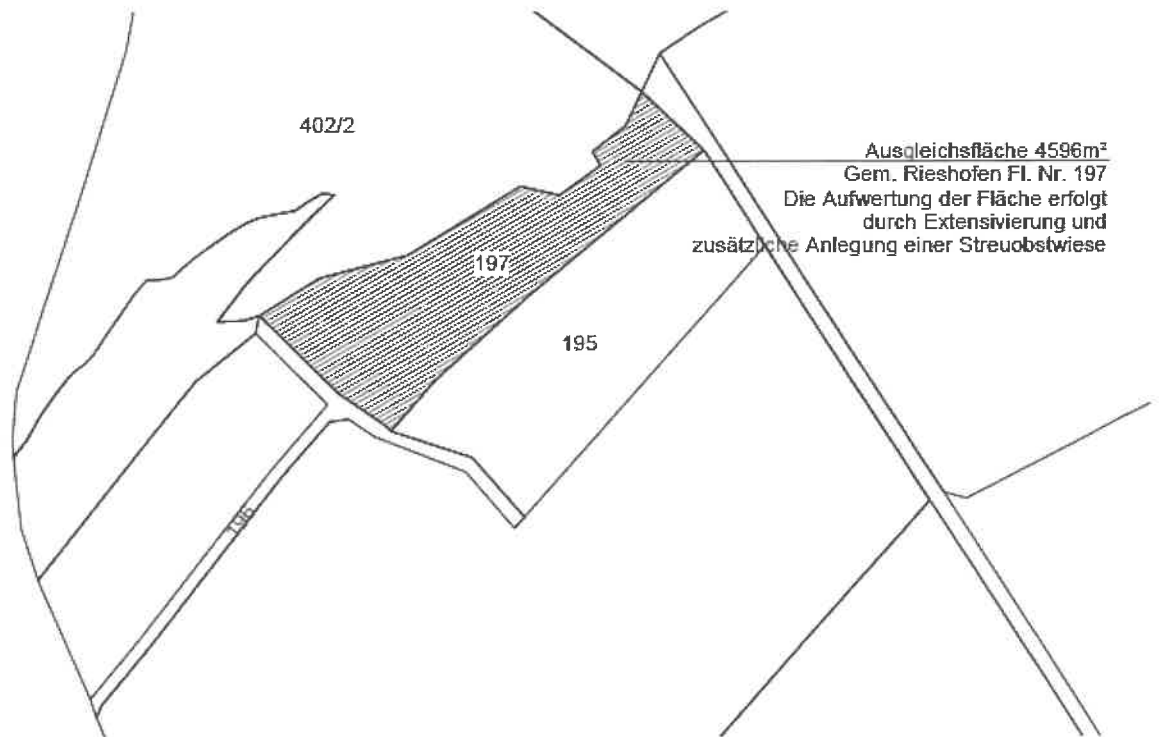 402/2
Ausgleichsfläche 4596m²
Gem. Rieshofen Fl. Nr. 197
Die Aufwertung der Fläche erfolgt
durch Extensivierung und
zusätzliche Anlegung einer Streuobstwiese
197
195
196